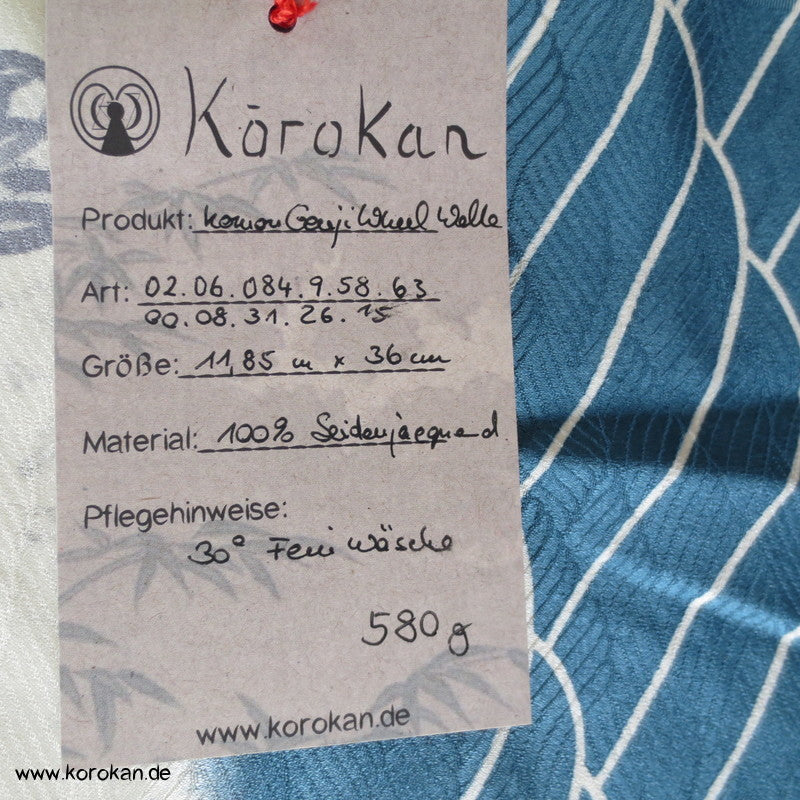 Kōrokan
Produkt: Komon Genji Wheel Welle
Art: 02.06.084.9.58.63
00.08.31.26.15
Größe: 11,85 m x 36 cm
Material: 100% Seidenjacquard
Pflegehinweise:
30° Feinwäsche
580 g
www.korokan.de
www.korokan.de